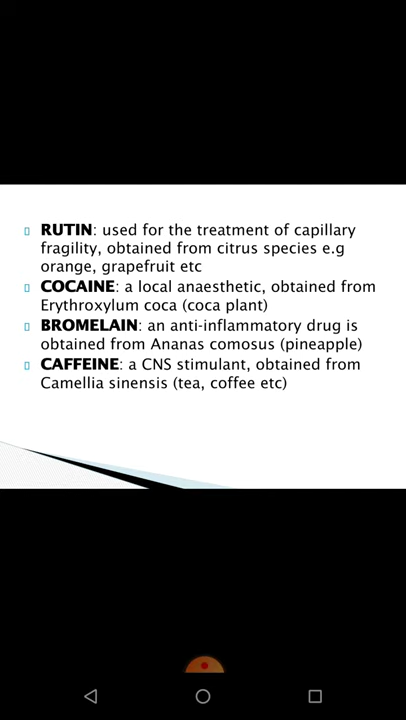 RUTIN: used for the treatment of capillary
fragility, obtained from citrus species e.g
orange, grapefruit etc
COCAINE: a local anaesthetic, obtained from
Erythroxylum coca (coca plant)
BROMELAIN: an anti-inflammatory drug is
obtained from Ananas comosus (pineapple)
CAFFEINE: a CNS stimulant, obtained from
Camellia sinensis (tea, coffee etc)